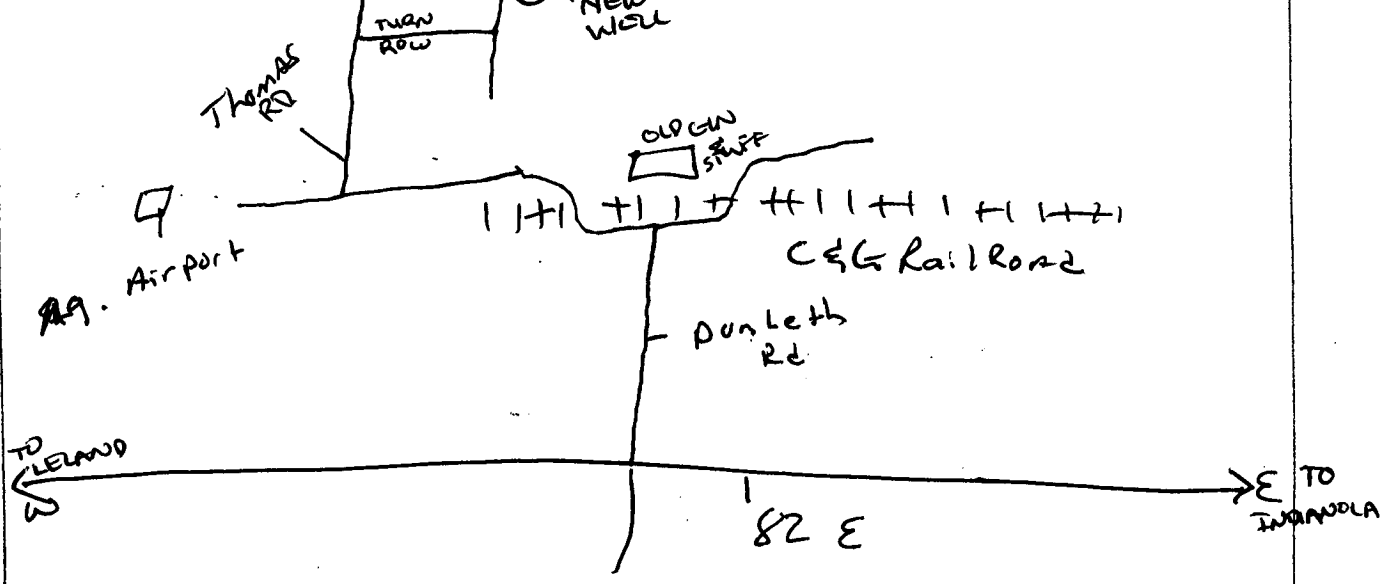 NEW
WELL
TURN
ROW
Thomas
RD
OLD GIN
& STUFF
Ag. Airport
C & G RailRoad
Dunleth
Rd
TO
LELAND
W
82 E
E TO
INDIANOLA